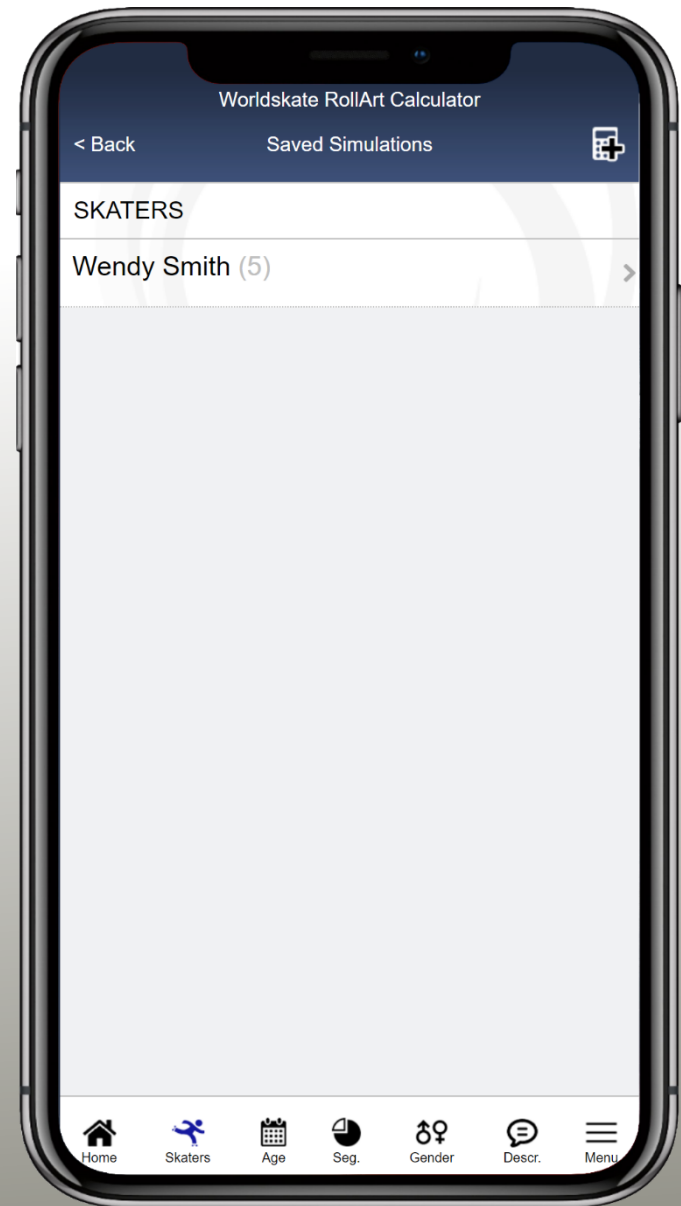 Worldskate RollArt Calculator
< Back Saved Simulations
SKATERS
Wendy Smith (5)
Home Skaters Age Seg. Gender Descr. Menu